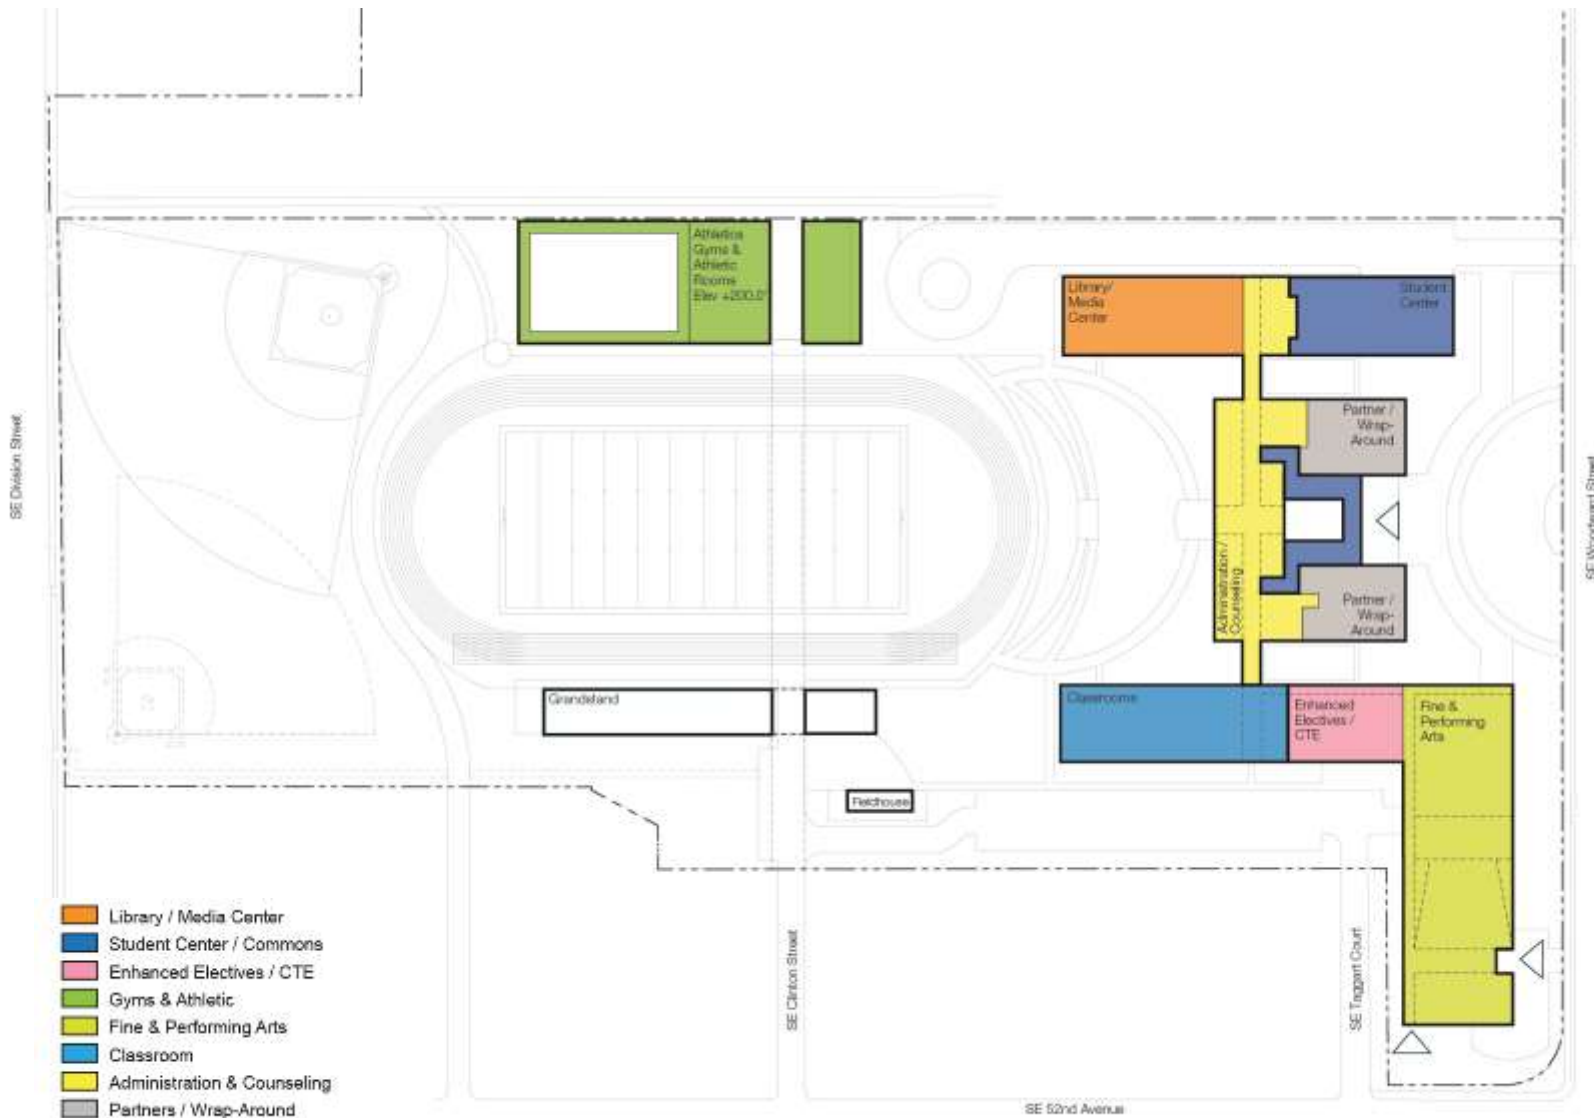 Athletics
Gyms &
Athletic
Rooms
Elev +200.0'
Library/
Media
Center
Student
Center
Partner /
Wrap-
Around
Administration /
Counseling
Partner /
Wrap-
Around
Grandstand
Classrooms
Enhanced
Electives /
CTE
Fine &
Performing
Arts
Fieldhouse
SE Division Street
SE Woodward Street
SE Clinton Street
SE Taggart Court
SE 52nd Avenue
Library / Media Center
Student Center / Commons
Enhanced Electives / CTE
Gyms & Athletic
Fine & Performing Arts
Classroom
Administration & Counseling
Partners / Wrap-Around